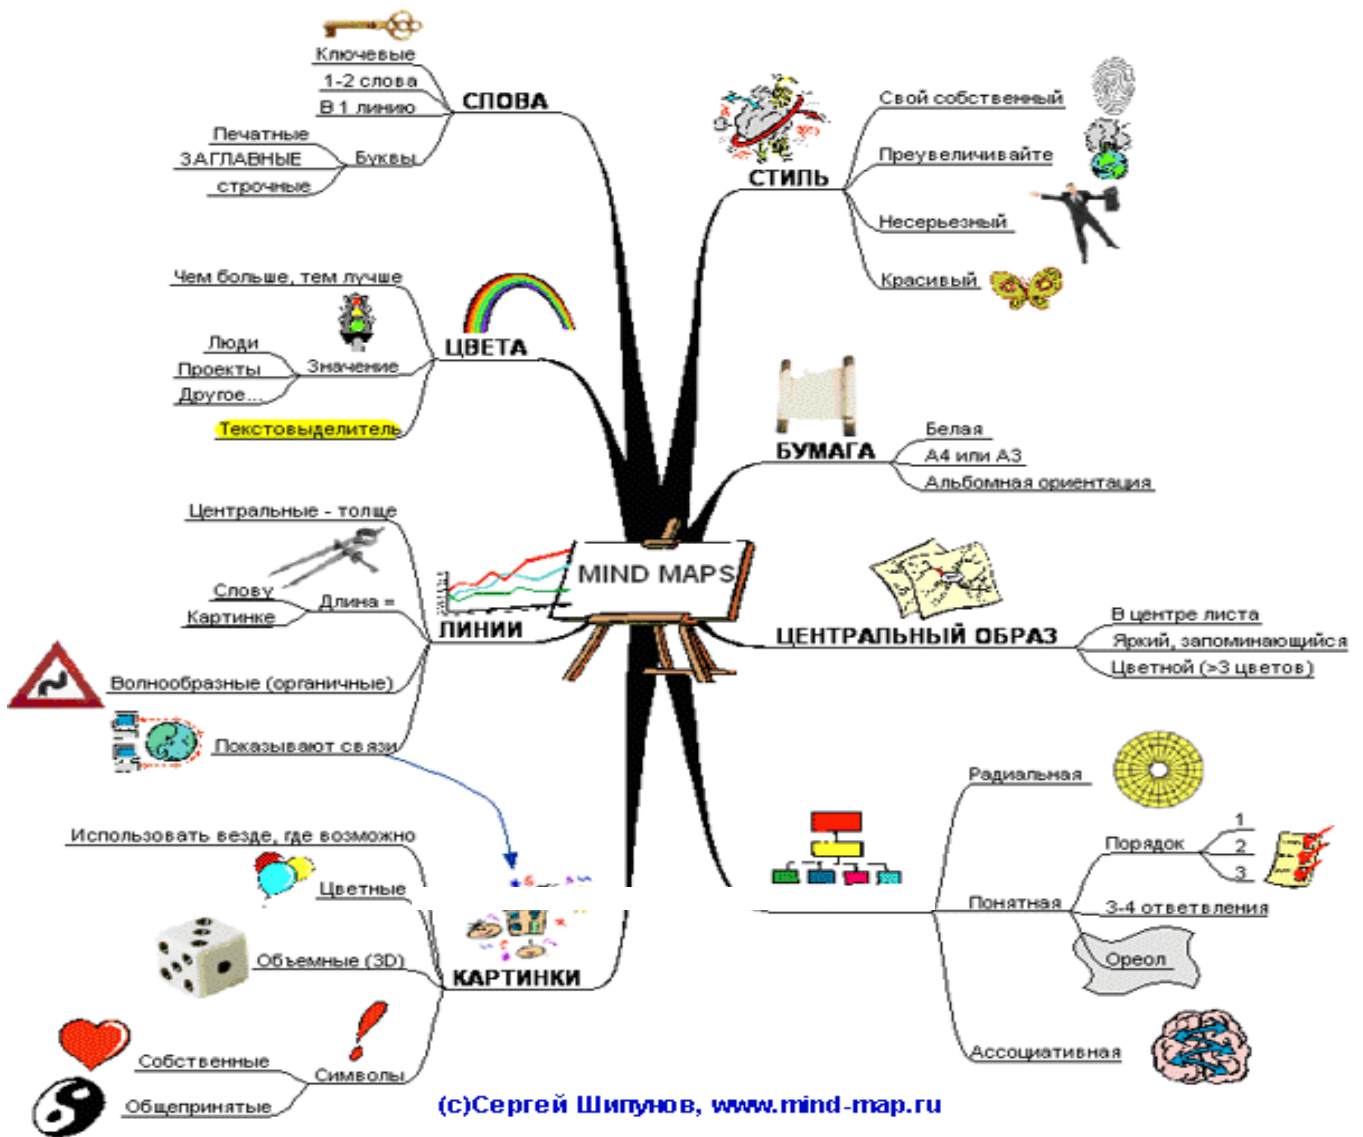 Ключевые
1-2 слова
В 1 линию
СЛОВА
Печатные
ЗАГЛАВНЫЕ
строчные
Буквы
Чем больше, тем лучше
ЦВЕТА
Люди
Проекты
Другое...
Значение
Текстовыделитель
Центральные - толще
Слову
Картинке
Длина =
ЛИНИИ
Волнообразные (органичные)
Показывают связи
Использовать везде, где возможно
Цветные
Объемные (3D)
КАРТИНКИ
Собственные
Общепринятые
Символы
MIND MAPS
СТИЛЬ
Свой собственный
Преувеличивайте
Несерьезный
Красивый
БУМАГА
Белая
А4 или А3
Альбомная ориентация
ЦЕНТРАЛЬНЫЙ ОБРАЗ
В центре листа
Яркий, запоминающийся
Цветной (>3 цветов)
Радиальная
Понятная
Порядок
1
2
3
3-4 ответвления
Ореол
Ассоциативная
(с)Сергей Шипунов, www.mind-map.ru